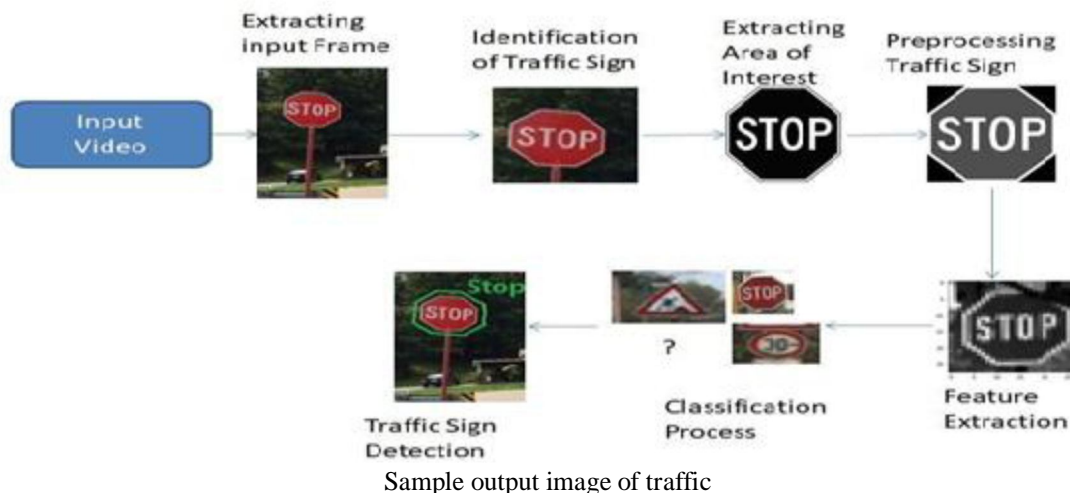 Extracting
input Frame
Identification
of Traffic Sign
Extracting
Area of
Interest
Preprocessing
Traffic Sign
Input
Video
STOP
STOP
STOP
STOP
Stop
STOP
STOP
30
?
STOP
Traffic Sign
Detection
Classification
Process
Feature
Extraction
Sample output image of traffic